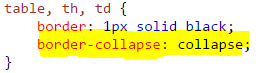 table, th, td {
border: 1px solid black;
border-collapse: collapse;
}